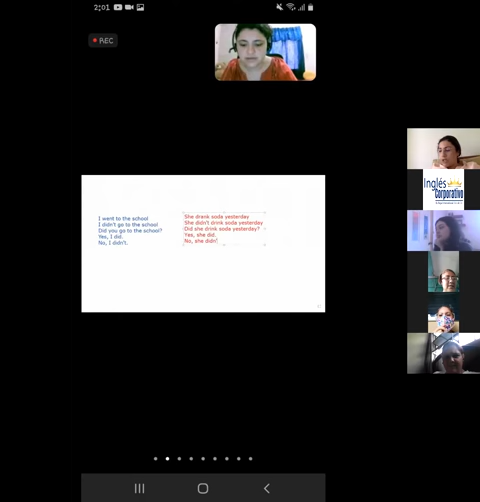 2:01
REC
I went to the school
I didn't go to the school
Did you go to the school?
Yes, I did.
No, I didn't.
She drank soda yesterday
She didn't drink soda yesterday
Did she drink soda yesterday?
Yes, she did.
No, she didn'
Inglés
Corporative